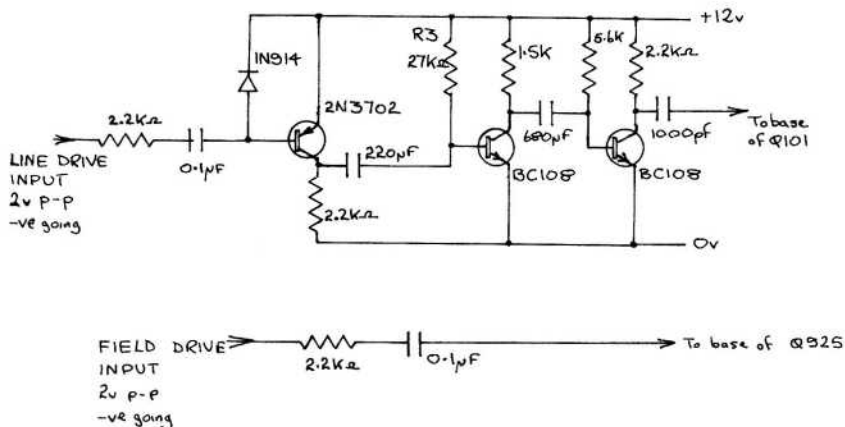 +12v
R3
27KΩ
1.5K
5.6K
2.2KΩ
1N914
2N3702
2.2KΩ
0.1μF
220μF
680μF
1000pf
To base
of Q101
BC108
BC108
LINE DRIVE
INPUT
2v p-p
-ve going
2.2KΩ
0v
FIELD DRIVE
INPUT
2v p-p
-ve going
2.2KΩ
0.1μF
To base of Q925